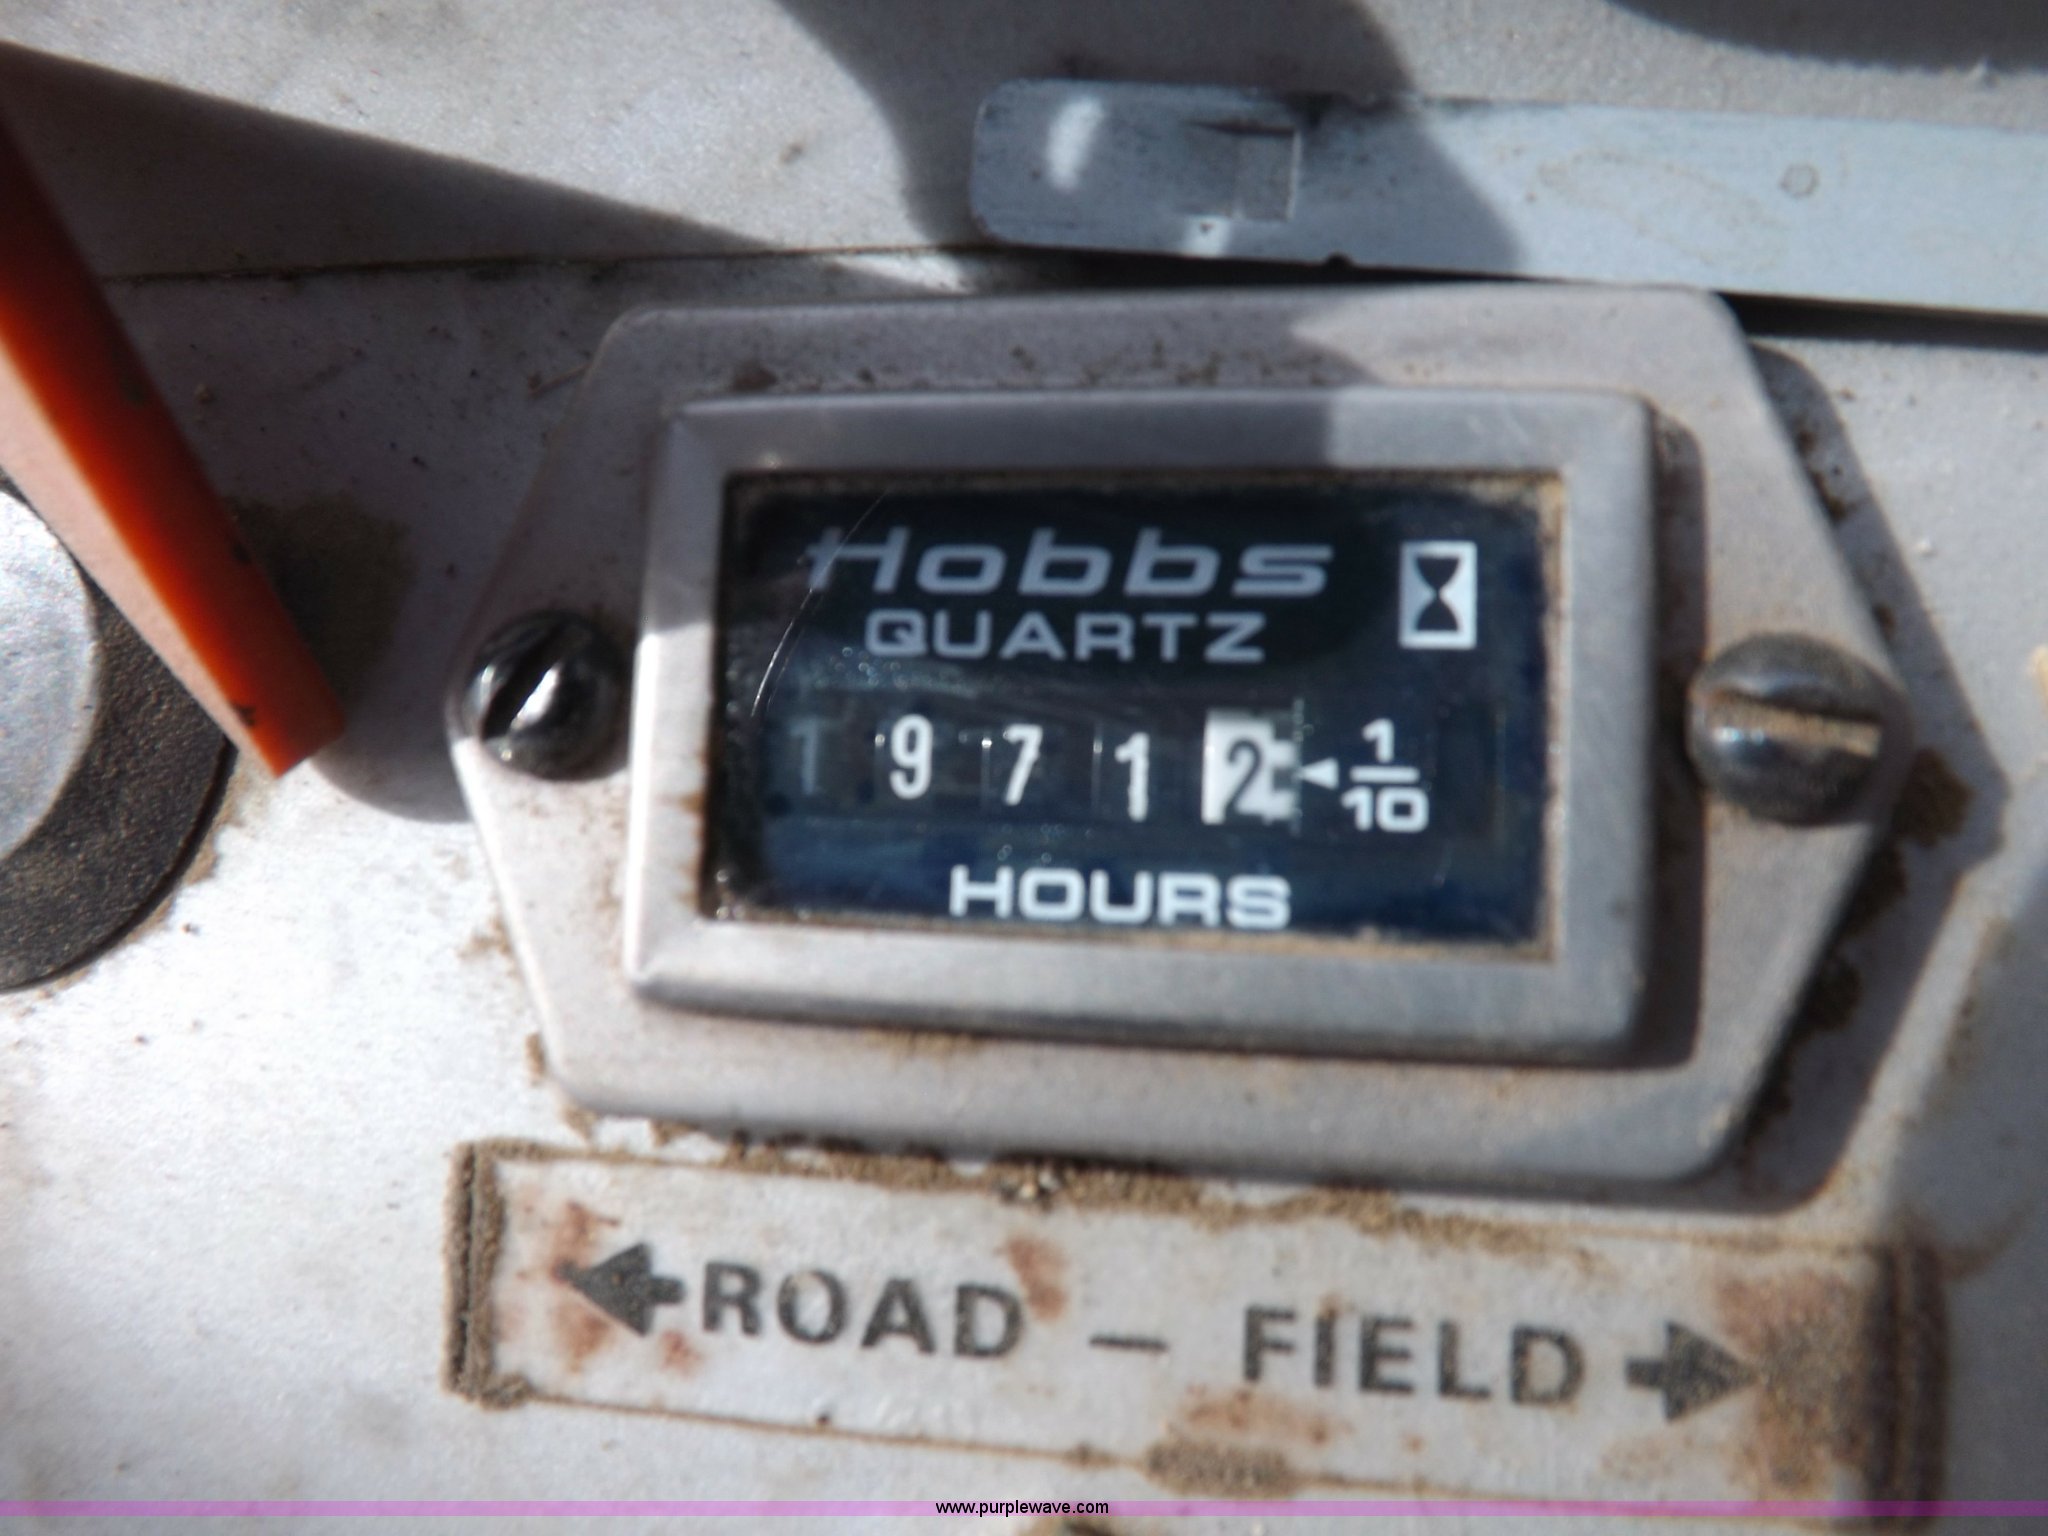 Hobbs
QUARTZ
1 9 7 1 2 1/10
HOURS
ROAD – FIELD
www.purplewave.com